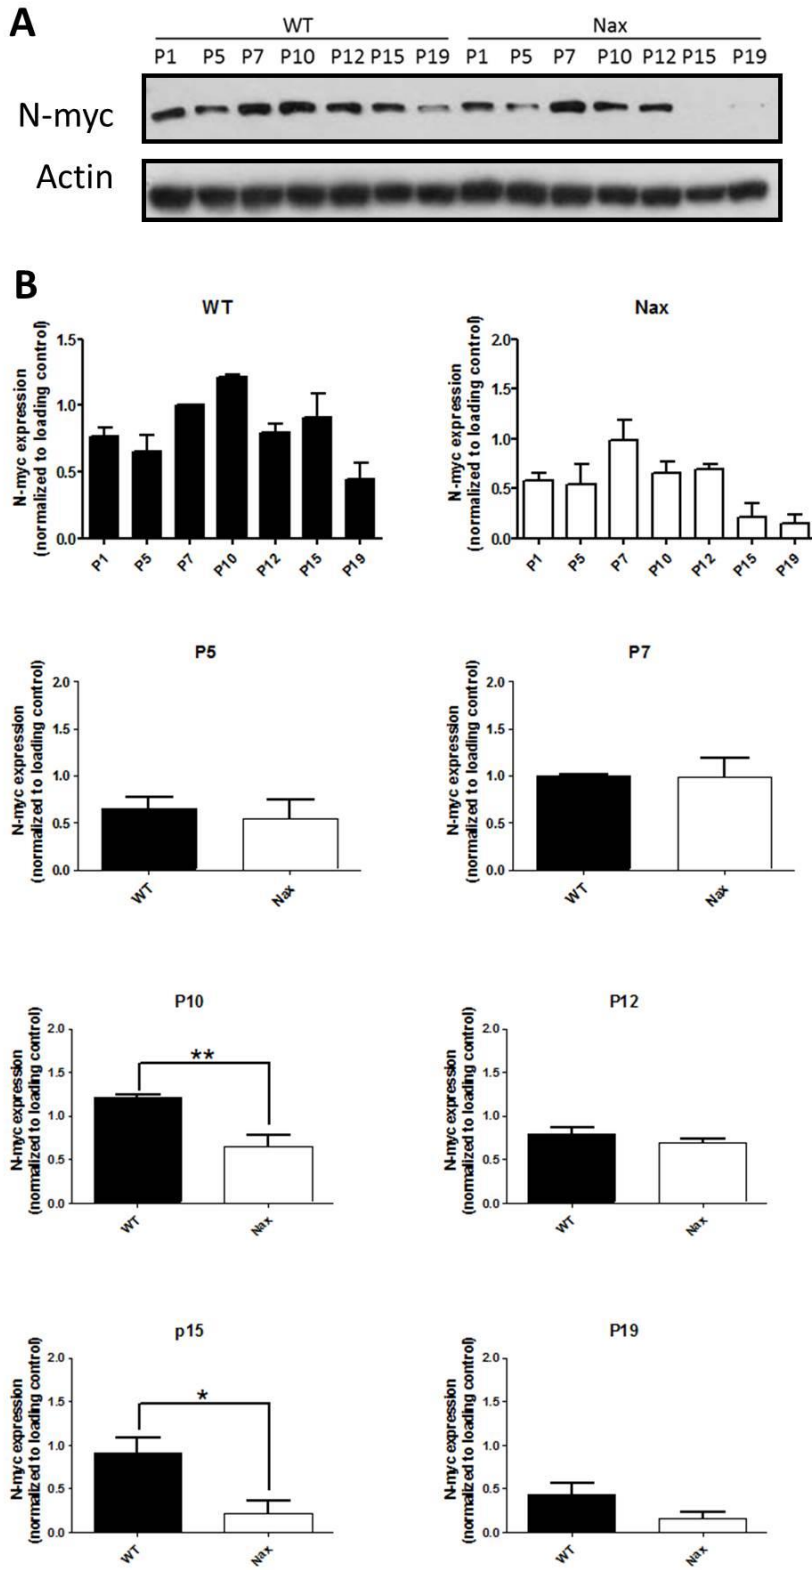 A
WT Nax
P1 P5 P7 P10 P12 P15 P19 P1 P5 P7 P10 P12 P15 P19
N-myc
Actin
B
WT
N-myc expression
(normalized to loading control)
1.5
1.0
0.5
0.0
P1 P5 P7 P10 P12 P15 P19
Nax
N-myc expression
(normalized to loading control)
2.0
1.5
1.0
0.5
0.0
P1 P5 P7 P10 P12 P15 P19
P5
N-myc expression
(normalized to loading control)
2.0
1.5
1.0
0.5
0.0
WT Nax
P7
N-myc expression
(normalized to loading control)
2.0
1.5
1.0
0.5
0.0
WT Nax
P10
N-myc expression
(normalized to loading control)
2.0
1.5
1.0
0.5
0.0
**
WT Nax
P12
N-myc expression
(normalized to loading control)
2.0
1.5
1.0
0.5
0.0
WT Nax
p15
N-myc expression
(normalized to loading control)
2.0
1.5
1.0
0.5
0.0
*
WT Nax
P19
N-myc expression
(normalized to loading control)
2.0
1.5
1.0
0.5
0.0
WT Nax